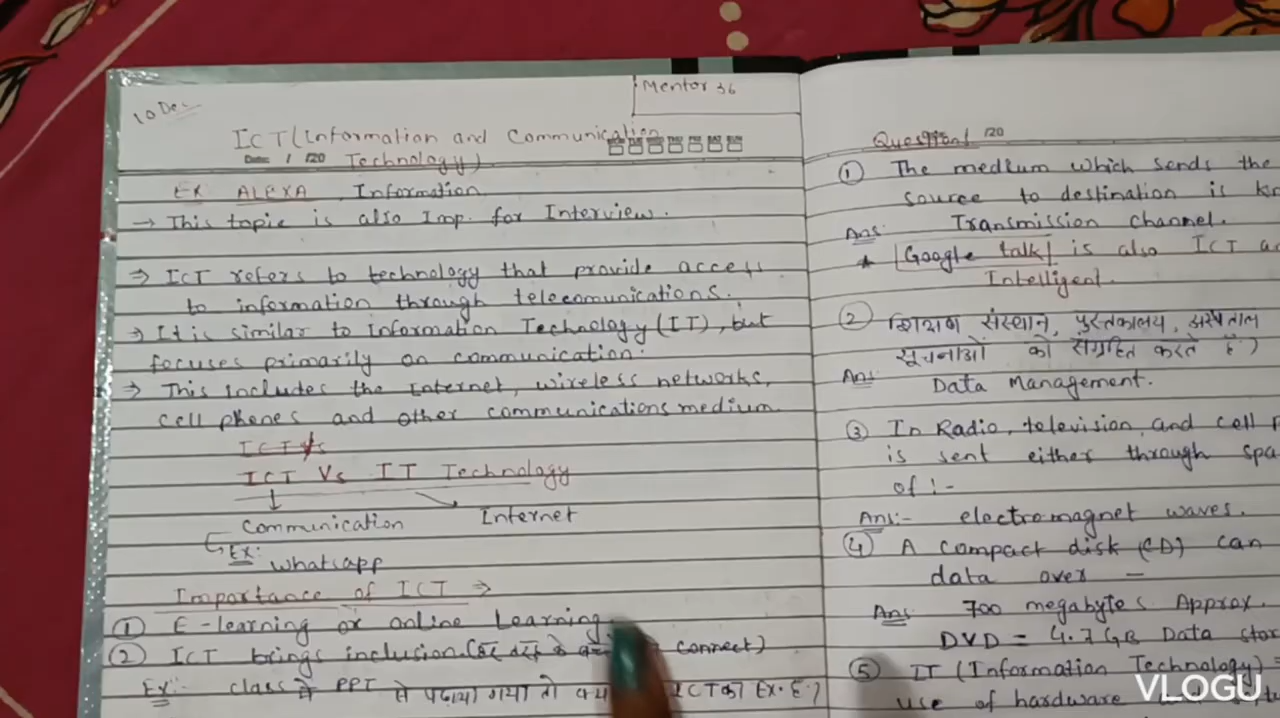 10 Dec
Mentor 36
ICT (Information and Communication
Date: / /20 Technology)
EX ALEXA, Information
→ This topic is also Imp. for Interview.
⇒ ICT refers to technology that provide access
to information through telecomunications.
⇒ It is similar to Information Technology (IT), but
focuses primarily on communication.
⇒ This includes the Internet, wireless networks,
cell phones and other communications medium.
ICT Vs
ICT Vs IT Technology
Communication Internet
Ex:
whatsapp
Importance of ICT ⇒
① E-learning or online Learning
② ICT brings inclusion connect)
Ex:- class में PPT से पढ़ाया गया तो ICT का Ex. है)
Question /20
① The medium which sends the
source to destination is
Ans: Transmission Channel.
* [Google talk] is also ICT
Intelligent.
② शिक्षण संस्थान, पुस्तकालय, अस्पताल
सूचनाओं को संग्रहित करते हैं)
Ans Data Management.
③ In Radio, television, and cell
is sent either through
of :-
Ans:- electromagnet waves.
④ A compact disk (CD) can
data over —
Ans: 700 megabytes Approx.
DVD = 4.7 GB Data
⑤ IT (Information Technology) =
use of hardware
VLOGU